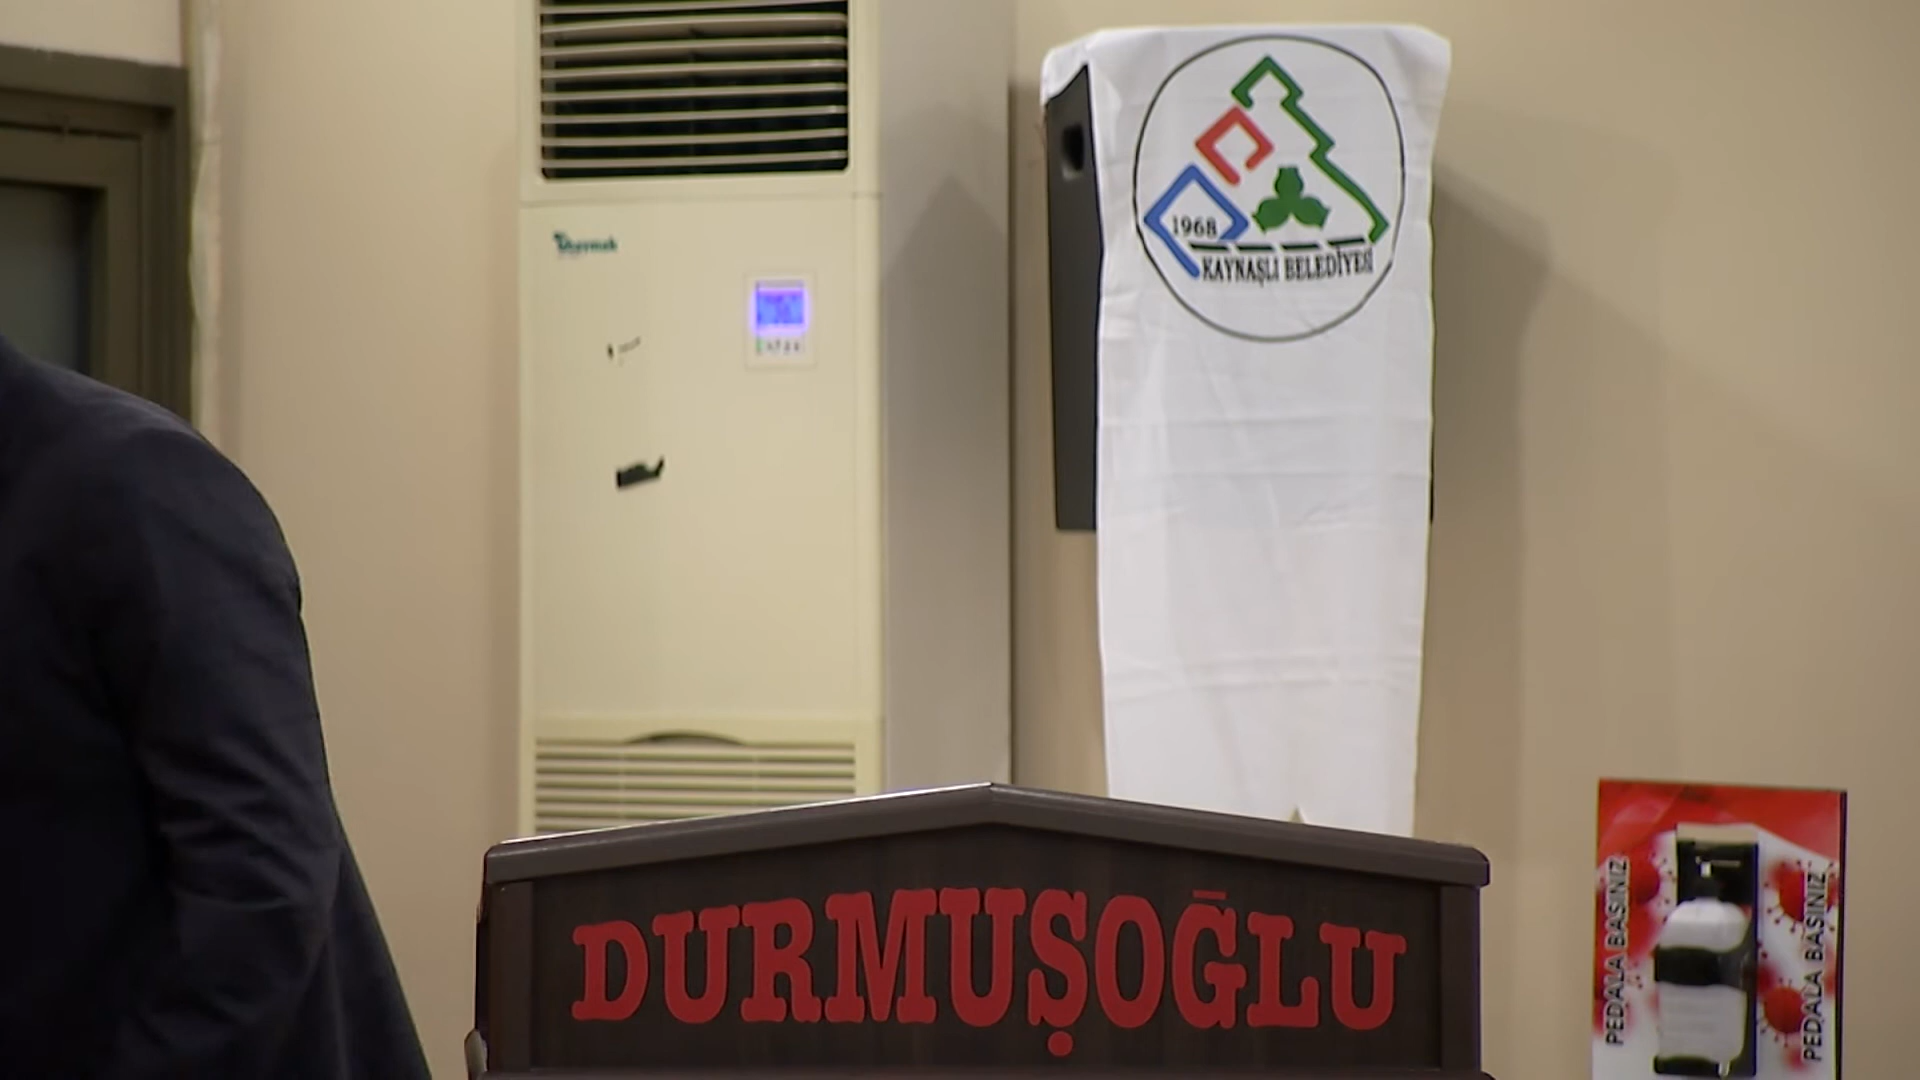 1968
KAYNAŞLI BELEDİYESİ
DURMUŞOĞLU
PEDALA BASINIZ
PEDALA BASINIZ